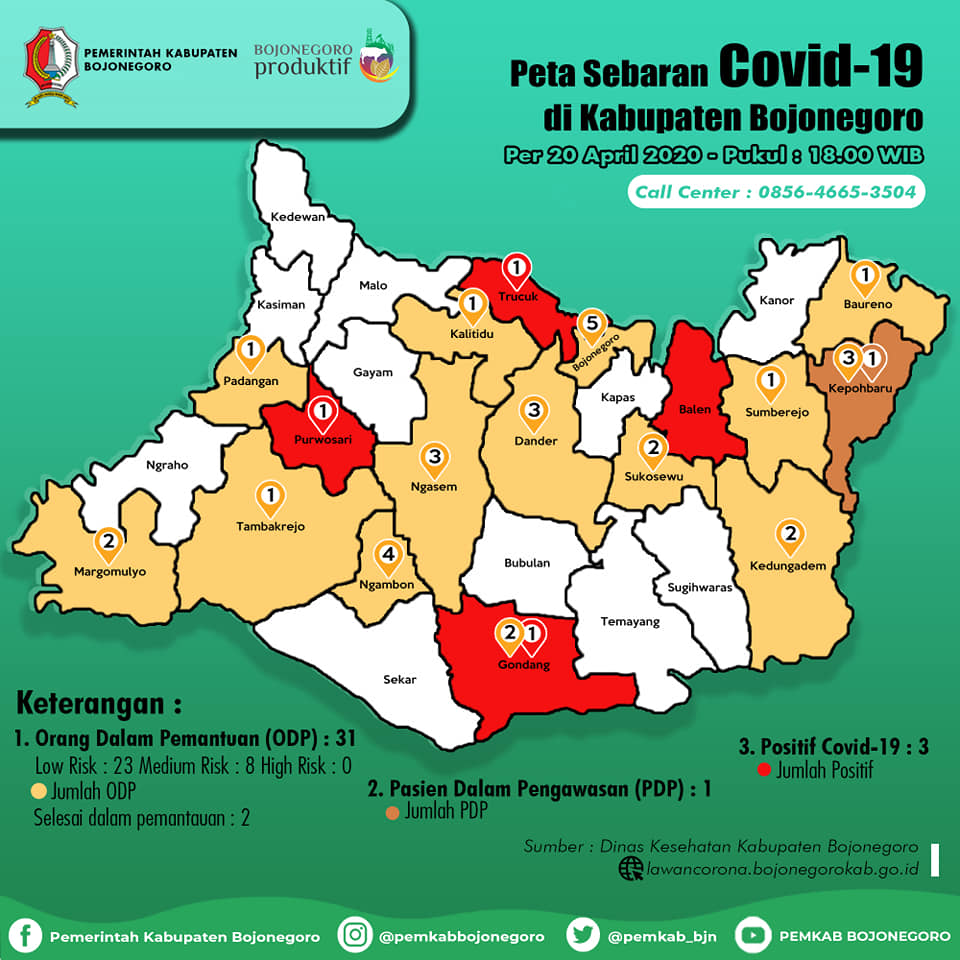 PEMERINTAH KABUPATEN
BOJONEGORO
BOJONEGORO
produktif
Peta Sebaran Covid-19
di Kabupaten Bojonegoro
Per 20 April 2020 - Pukul : 18.00 WIB
Call Center : 0856-4665-3504
Kedewan
Kasiman
Malo
1
Trucuk
1
Kalitidu
5
Bojonegoro
Kanor
1
Baureno
1
Padangan
Gayam
Kapas
Balen
1
Sumberejo
3
1
Kepohbaru
1
Purwosari
3
Dander
3
Ngasem
2
Sukosewu
Ngraho
1
Tambakrejo
2
Margomulyo
4
Ngambon
Bubulan
2
Kedungadem
Sugihwaras
Temayang
2
1
Gondang
Sekar
Keterangan :
1. Orang Dalam Pemantuan (ODP) : 31
Low Risk : 23 Medium Risk : 8 High Risk : 0
Jumlah ODP
Selesai dalam pemantauan : 2
2. Pasien Dalam Pengawasan (PDP) : 1
Jumlah PDP
3. Positif Covid-19 : 3
Jumlah Positif
Sumber : Dinas Kesehatan Kabupaten Bojonegoro
lawancorona.bojonegorokab.go.id
Pemerintah Kabupaten Bojonegoro
@pemkabbojonegoro
@pemkab_bjn
PEMKAB BOJONEGORO